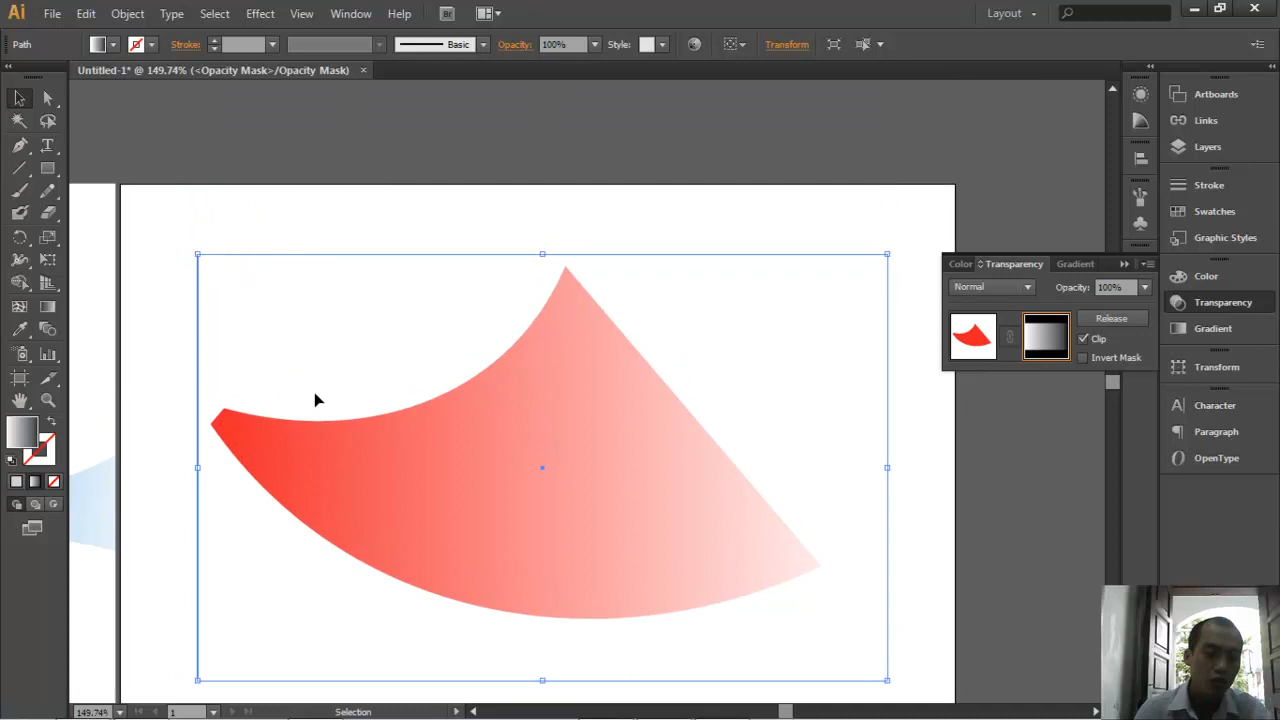 Ai File Edit Object Type Select Effect View Window Help Br Layout
Path Stroke: Basic Opacity: 100% Style: Transform
Untitled-1* @ 149.74% (<Opacity Mask>/Opacity Mask) ×
Artboards
Links
Layers
Stroke
Swatches
Graphic Styles
Color Transparency Gradient
Color
Normal Opacity: 100%
Transparency
Release
Gradient
Clip
Invert Mask
Transform
Character
Paragraph
OpenType
149.74% 1 Selection